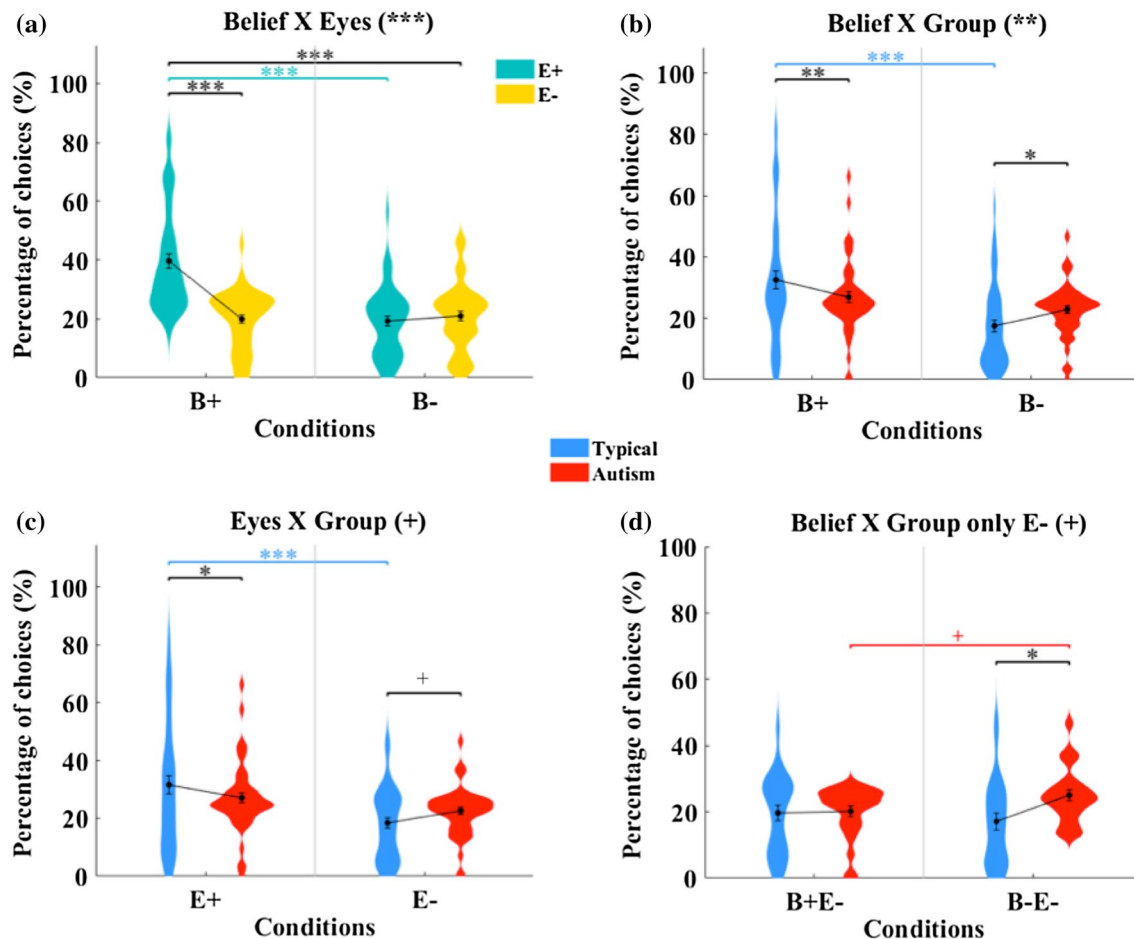 (a)
Belief X Eyes (***)
***
***
***
E+
E-
Percentage of choices (%)
100
80
60
40
20
0
B+
B-
Conditions
(b)
Belief X Group (**)
***
**
*
Percentage of choices (%)
100
80
60
40
20
0
B+
B-
Conditions
Typical
Autism
(c)
Eyes X Group (+)
***
*
+
Percentage of choices (%)
100
80
60
40
20
0
E+
E-
Conditions
(d)
Belief X Group only E- (+)
+
*
Percentage of choices (%)
100
80
60
40
20
0
B+E-
B-E-
Conditions